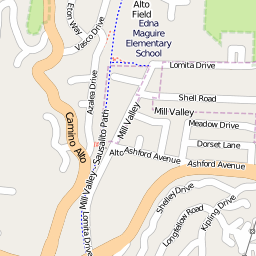 Eton Way
Vasco Drive
Alto
Field
Edna
Maguire
Elementary
School
Lomita Drive
Azalea Drive
Shell Road
Mill Valley
Meadow Drive
Camino Alto
Mill Valley - Sausalito Path
Mill Valley
Dorset Lane
Alto
Ashford Avenue
Ashford Avenue
Shelley Drive
Kipling Drive
Longfellow Road
Lomita Drive